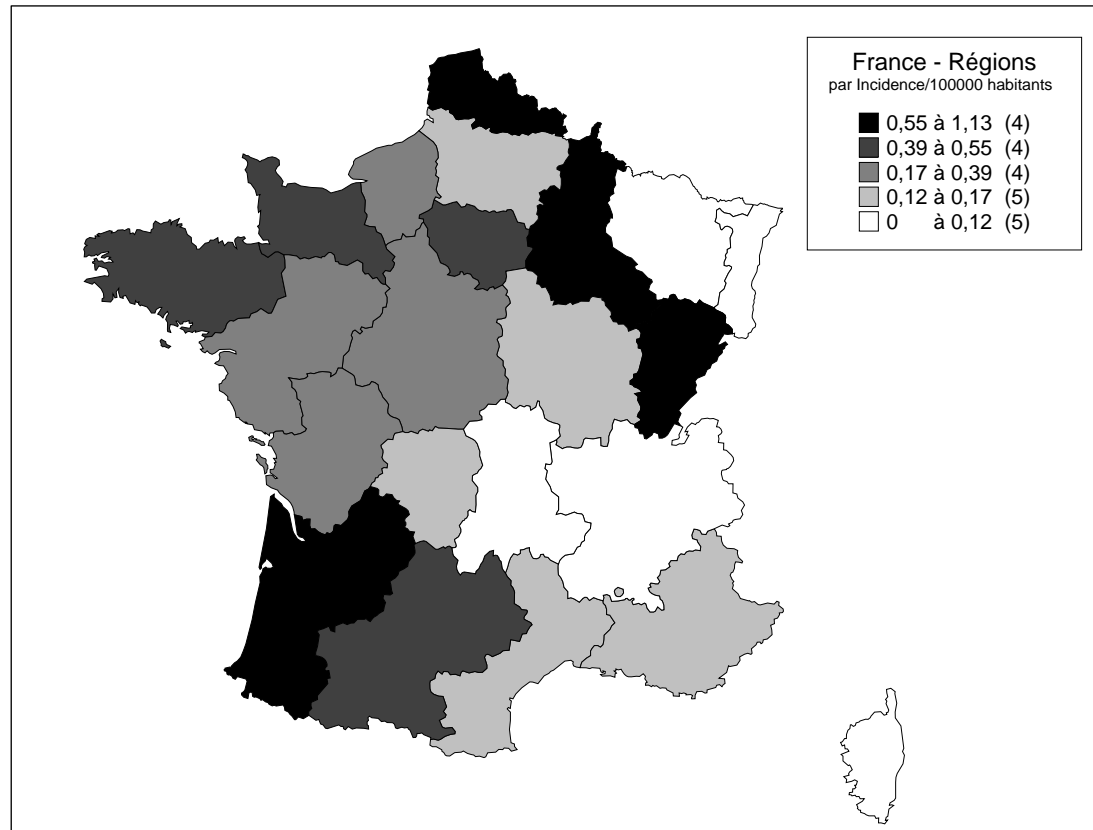 France - Régions
par Incidence/100000 habitants
0,55 à 1,13 (4)
0,39 à 0,55 (4)
0,17 à 0,39 (4)
0,12 à 0,17 (5)
0 à 0,12 (5)